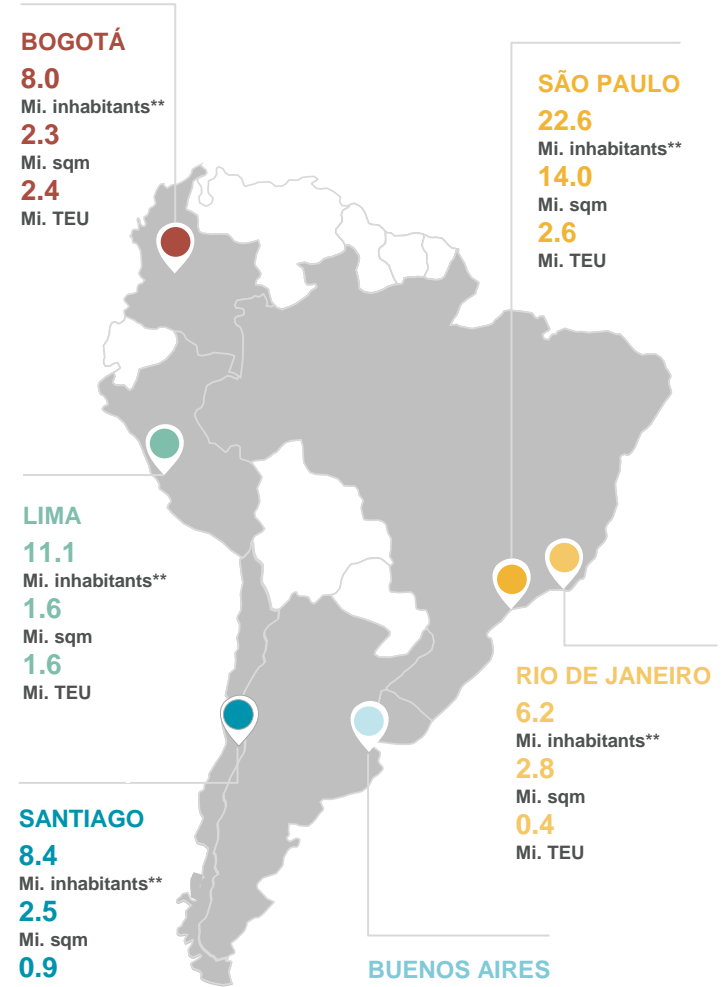 BOGOTÁ
8.0
Mi. inhabitants**
2.3
Mi. sqm
2.4
Mi. TEU
SÃO PAULO
22.6
Mi. inhabitants**
14.0
Mi. sqm
2.6
Mi. TEU
LIMA
11.1
Mi. inhabitants**
1.6
Mi. sqm
1.6
Mi. TEU
RIO DE JANEIRO
6.2
Mi. inhabitants**
2.8
Mi. sqm
0.4
Mi. TEU
SANTIAGO
8.4
Mi. inhabitants**
2.5
Mi. sqm
0.9
BUENOS AIRES